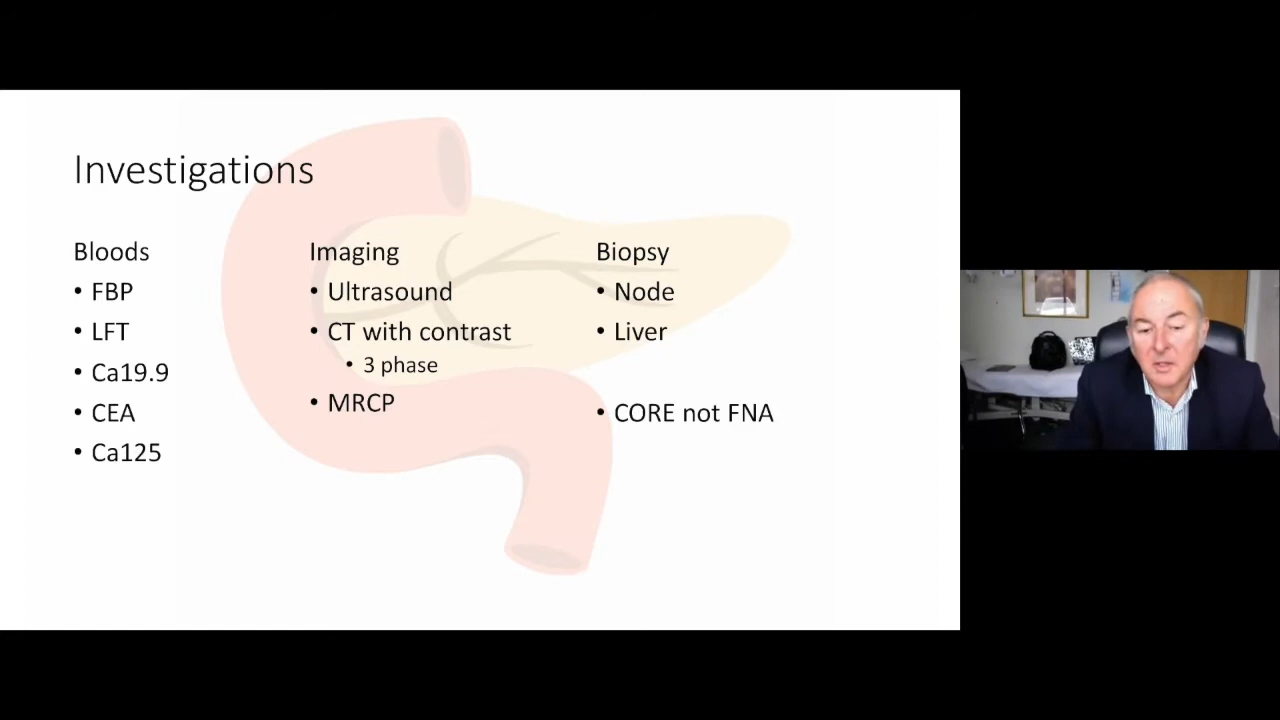 Investigations
Bloods
• FBP
• LFT
• Ca19.9
• CEA
• Ca125
Imaging
• Ultrasound
• CT with contrast
• 3 phase
• MRCP
Biopsy
• Node
• Liver
• CORE not FNA